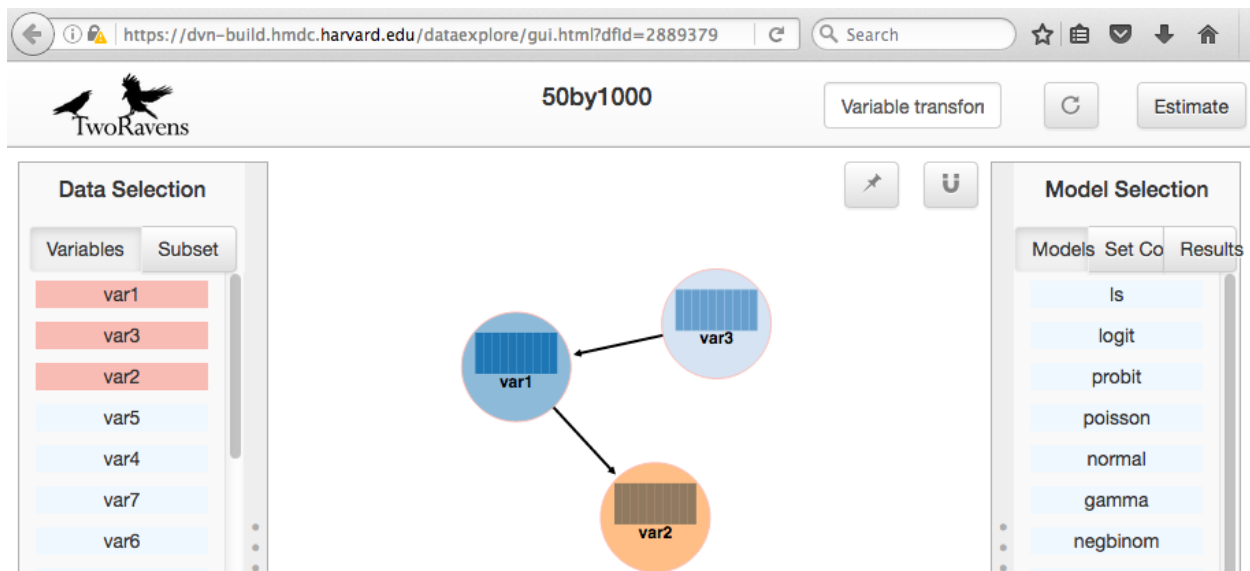 https://dvn-build.hmdc.harvard.edu/dataexplore/gui.html?dfId=2889379
Search
TwoRavens
50by1000
Variable transfon
Estimate
Data Selection
Variables Subset
var1
var3
var2
var5
var4
var7
var6
var3
var1
var2
Model Selection
Models Set Co Results
ls
logit
probit
poisson
normal
gamma
negbinom